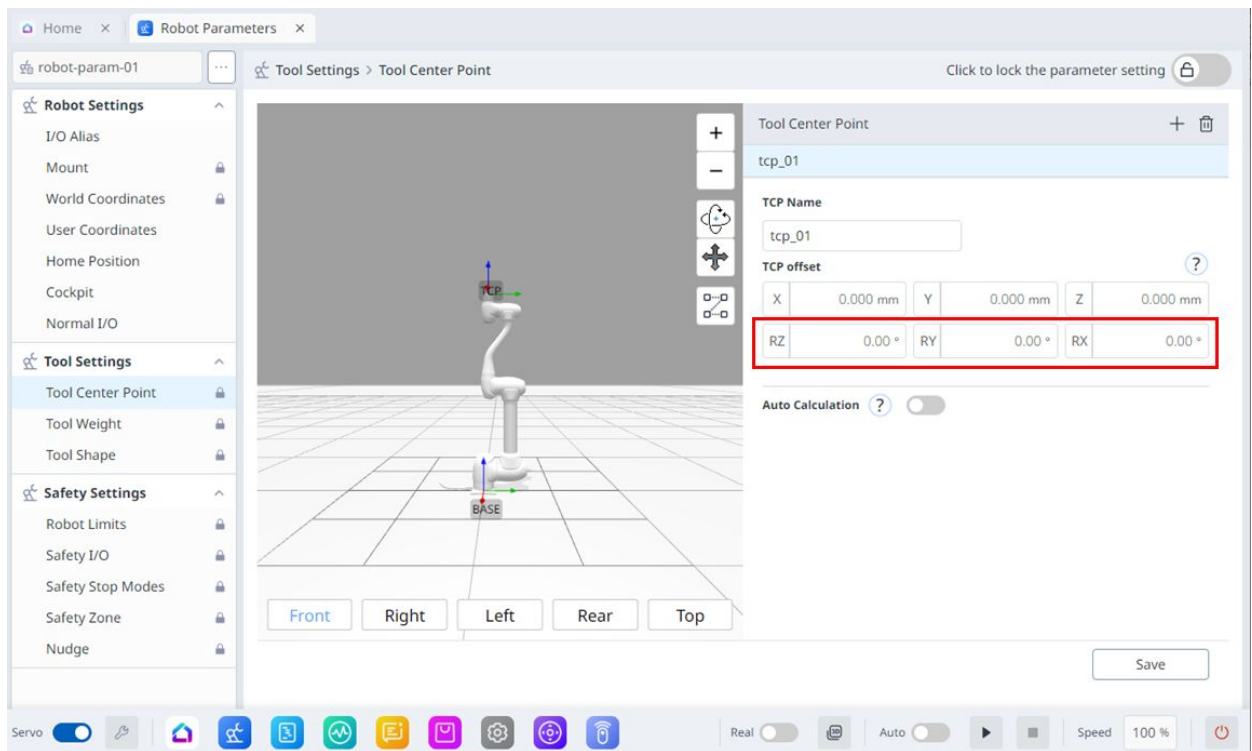 Home × Robot Parameters ×
robot-param-01 ... Tool Settings > Tool Center Point Click to lock the parameter setting
Robot Settings
I/O Alias
Mount
World Coordinates
User Coordinates
Home Position
Cockpit
Normal I/O
Tool Settings
Tool Center Point
Tool Weight
Tool Shape
Safety Settings
Robot Limits
Safety I/O
Safety Stop Modes
Safety Zone
Nudge
TCP
BASE
Front Right Left Rear Top
Tool Center Point
tcp_01
TCP Name
tcp_01
TCP offset ?
X 0.000 mm Y 0.000 mm Z 0.000 mm
RZ 0.00 ° RY 0.00 ° RX 0.00 °
Auto Calculation ?
Save
Servo Real 3D Auto Speed 100 %